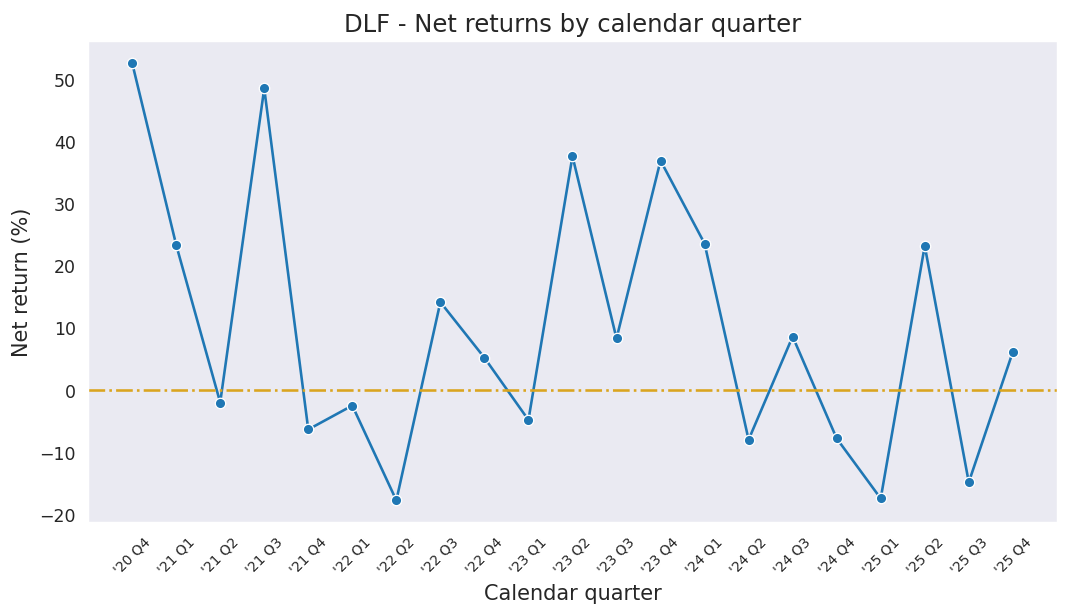 DLF - Net returns by calendar quarter
Net return (%)
50
40
30
20
10
0
−10
−20
'20 Q4
'21 Q1
'21 Q2
'21 Q3
'21 Q4
'22 Q1
'22 Q2
'22 Q3
'22 Q4
'23 Q1
'23 Q2
'23 Q3
'23 Q4
'24 Q1
'24 Q2
'24 Q3
'24 Q4
'25 Q1
'25 Q2
'25 Q3
'25 Q4
Calendar quarter